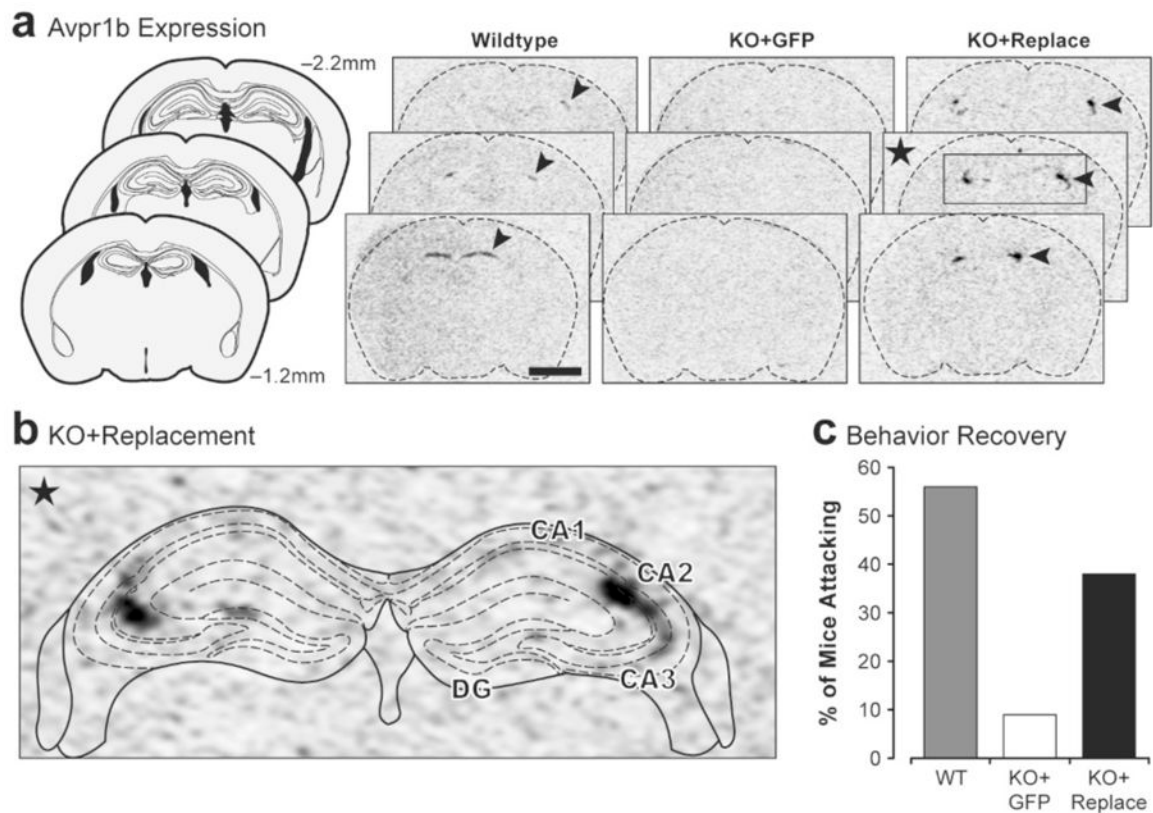 a Avpr1b Expression
Wildtype
KO+GFP
KO+Replace
–2.2mm
–1.2mm
b KO+Replacement
CA1
CA2
CA3
DG
c Behavior Recovery
% of Mice Attacking
60
50
40
30
20
10
0
WT
KO+
GFP
KO+
Replace